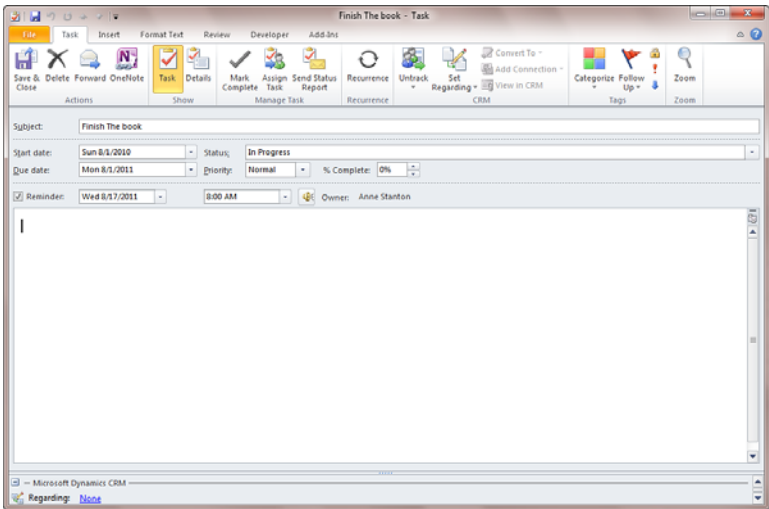 Finish The book - Task
File Task Insert Format Text Review Developer Add-Ins
Save & Close Delete Forward OneNote Task Details Mark Complete Assign Task Send Status Report Recurrence Untrack Set Regarding Convert To Add Connection View in CRM Categorize Follow Up Zoom
Actions Show Manage Task Recurrence CRM Tags Zoom
Subject: Finish The book
Start date: Sun 8/1/2010 Status: In Progress
Due date: Mon 8/1/2011 Priority: Normal % Complete: 0%
Reminder: Wed 8/17/2011 8:00 AM Owner: Anne Stanton
Microsoft Dynamics CRM
Regarding: None